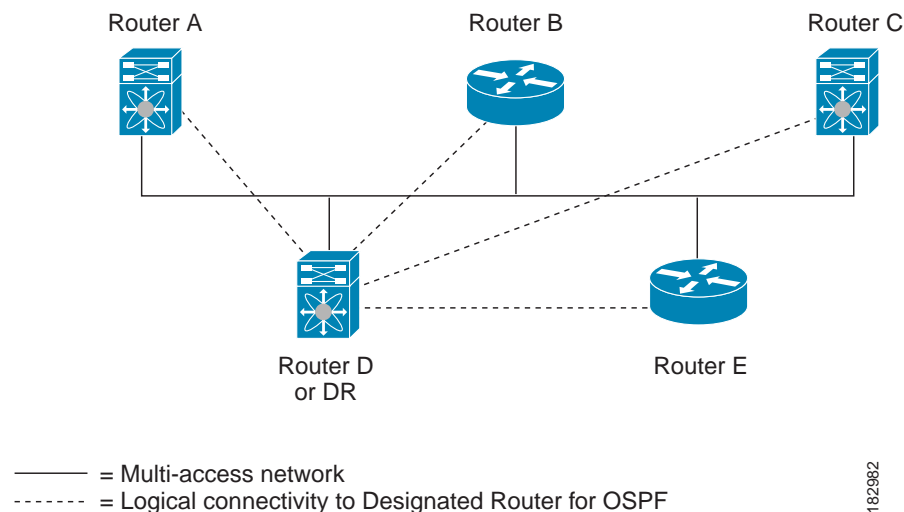 Router A
Router B
Router C
Router D
or DR
Router E
= Multi-access network
= Logical connectivity to Designated Router for OSPF
182982